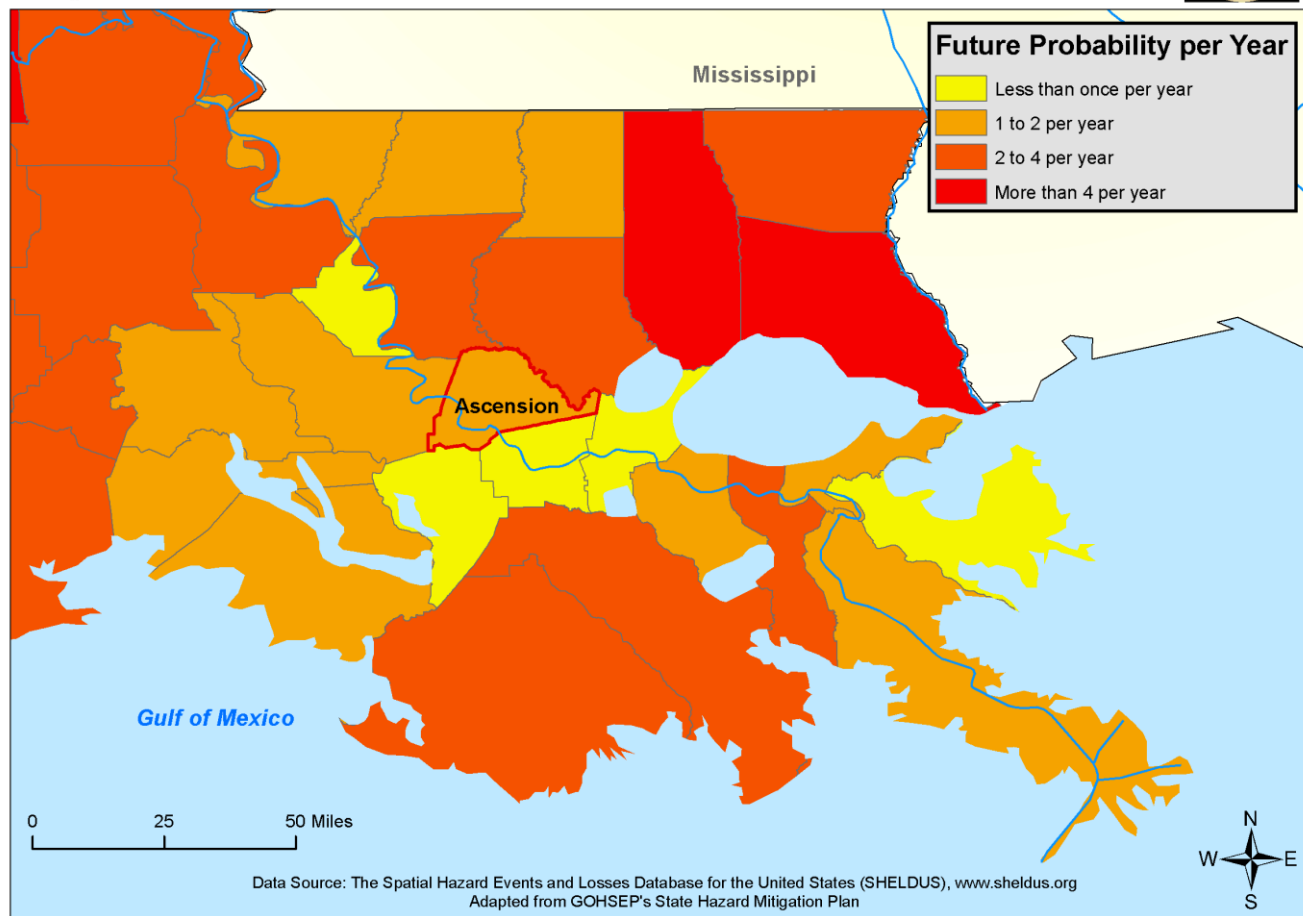 Mississippi
Future Probability per Year
Less than once per year
1 to 2 per year
2 to 4 per year
More than 4 per year
Ascension
Gulf of Mexico
0 25 50 Miles
N
W E
S
Data Source: The Spatial Hazard Events and Losses Database for the United States (SHELDUS), www.sheldus.org
Adapted from GOHSEP's State Hazard Mitigation Plan